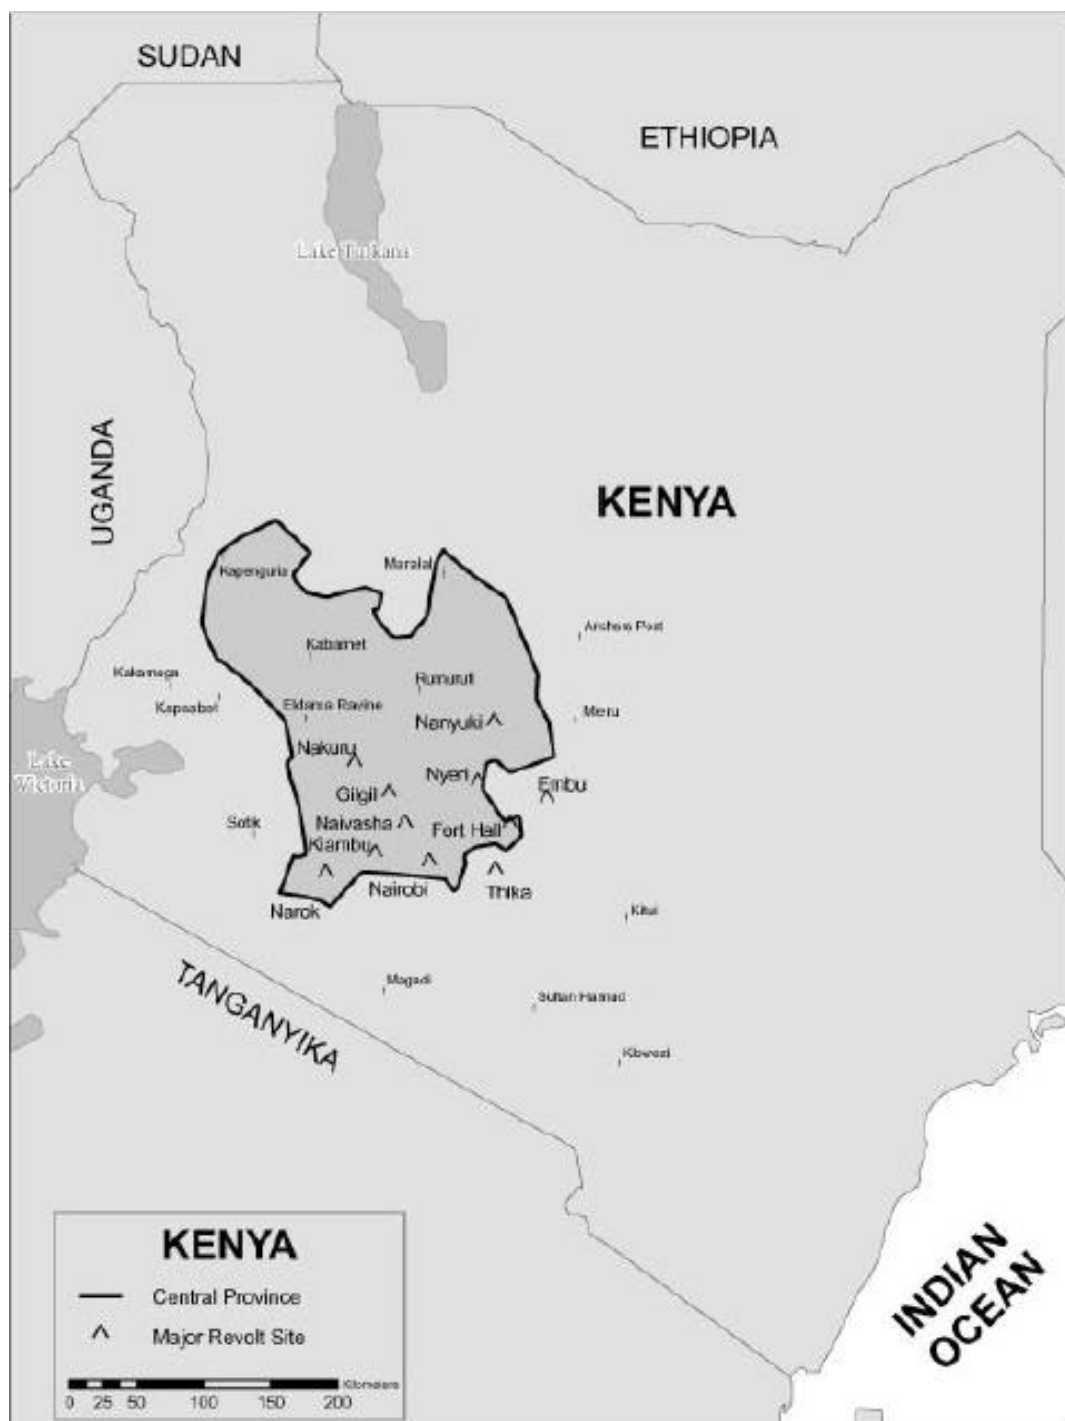 SUDAN
ETHIOPIA
Lake Turkana
UGANDA
KENYA
Kapenguria
Maralal
Archers Post
Kabarnet
Kakamega
Rumuruti
Kapsabet
Eldama Ravine
Meru
Nanyuki
Nakuru
Lake
Victoria
Nyeri
Embu
Gilgil
Sotik
Naivasha
Fort Hall
Kiambu
Nairobi
Thika
Narok
Kitui
Magadi
Sultan Hamad
TANGANYIKA
Kibwezi
INDIAN
OCEAN
KENYA
Central Province
Major Revolt Site
Kilometers
0 25 50 100 150 200